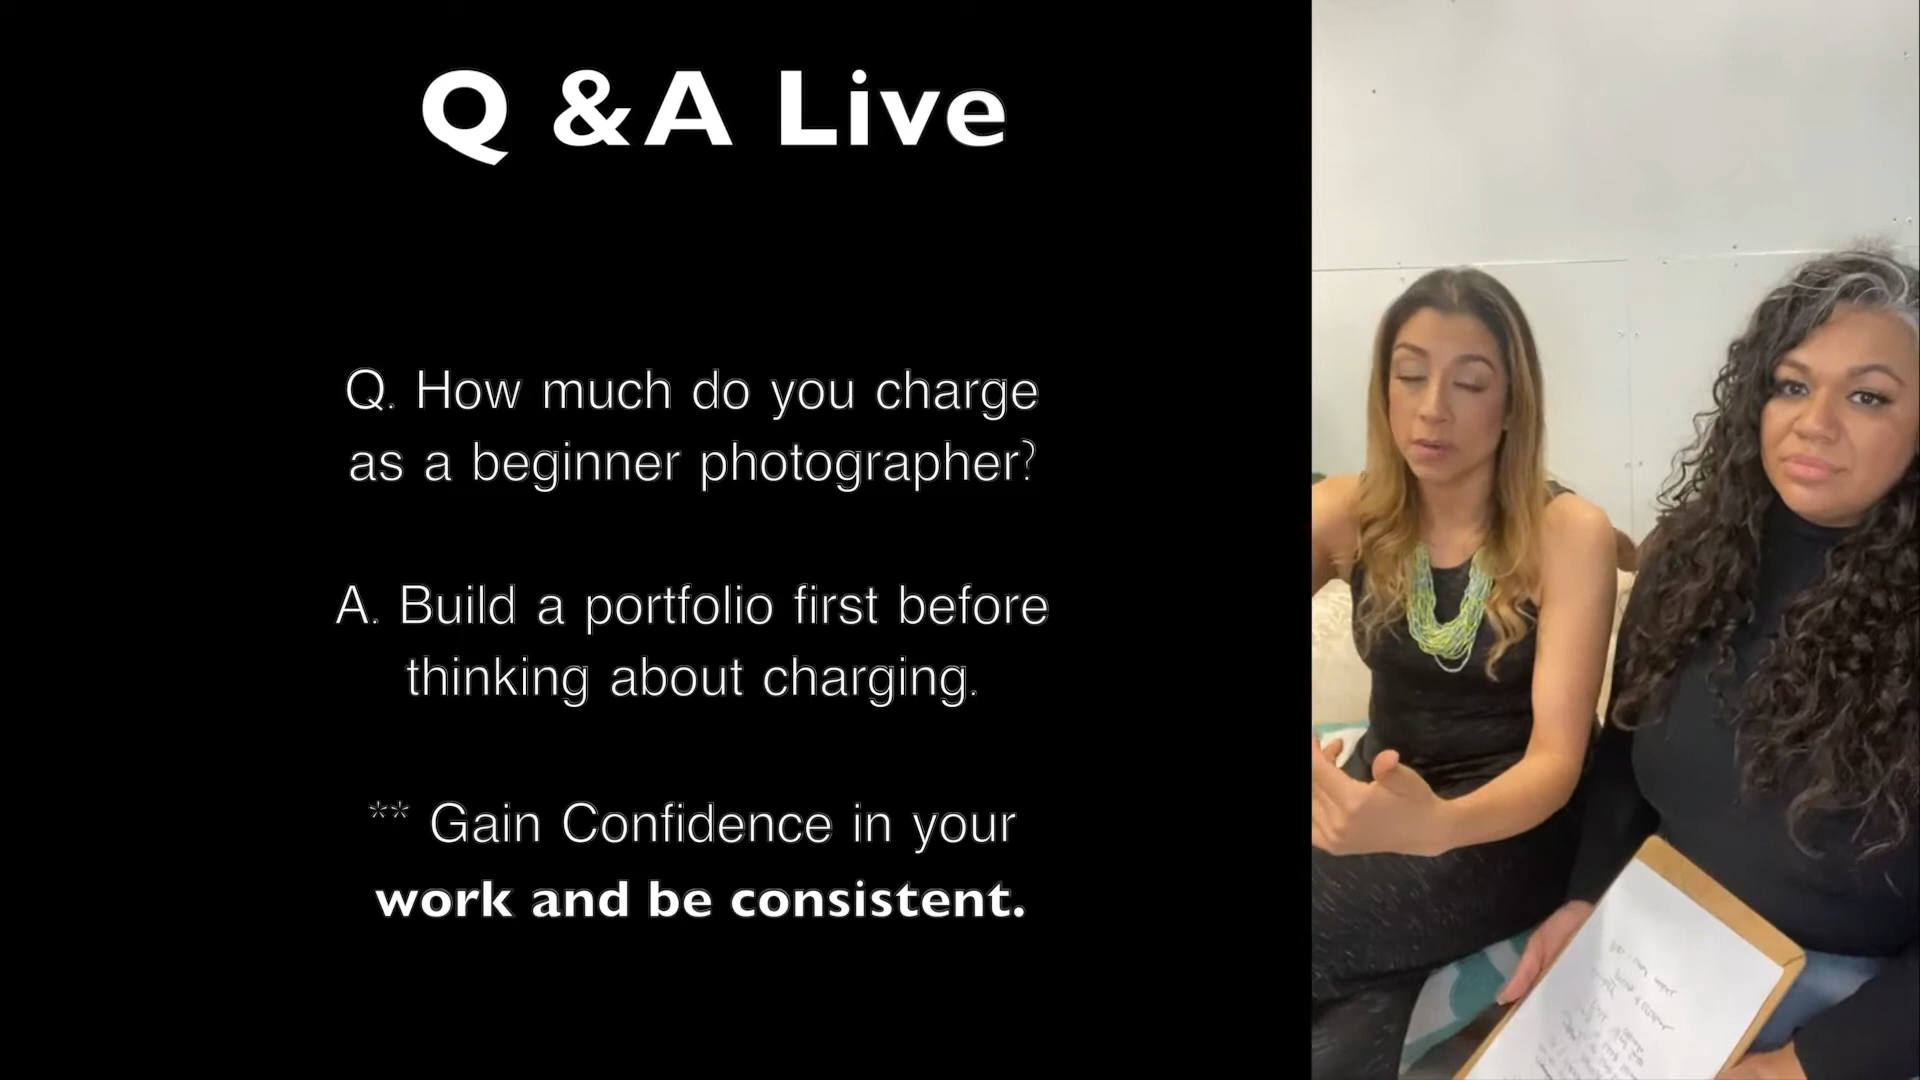 Q &A Live
Q. How much do you charge
as a beginner photographer?
A. Build a portfolio first before
thinking about charging.
** Gain Confidence in your
work and be consistent.